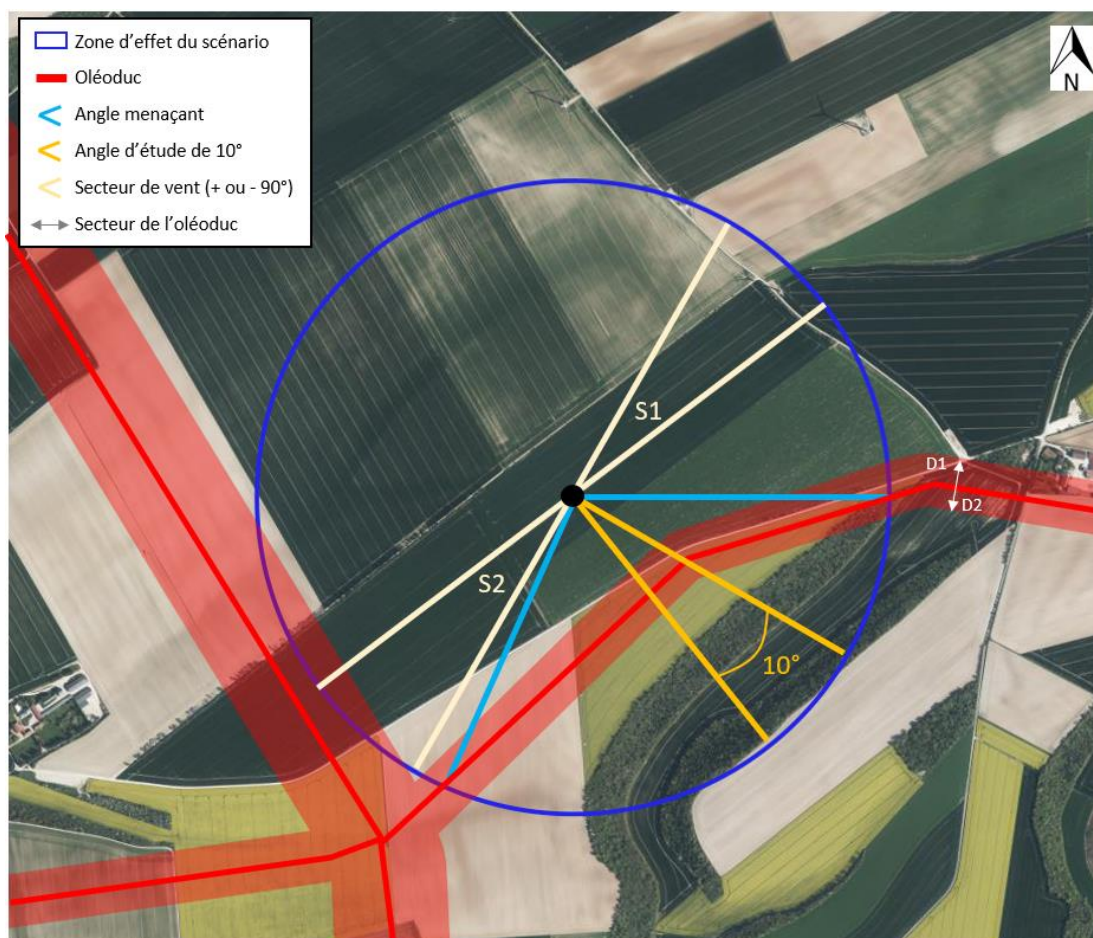 Zone d'effet du scénario
Oléoduc
Angle menaçant
Angle d'étude de 10°
Secteur de vent (+ ou - 90°)
Secteur de l'oléoduc
N
S1
D1
D2
S2
10°